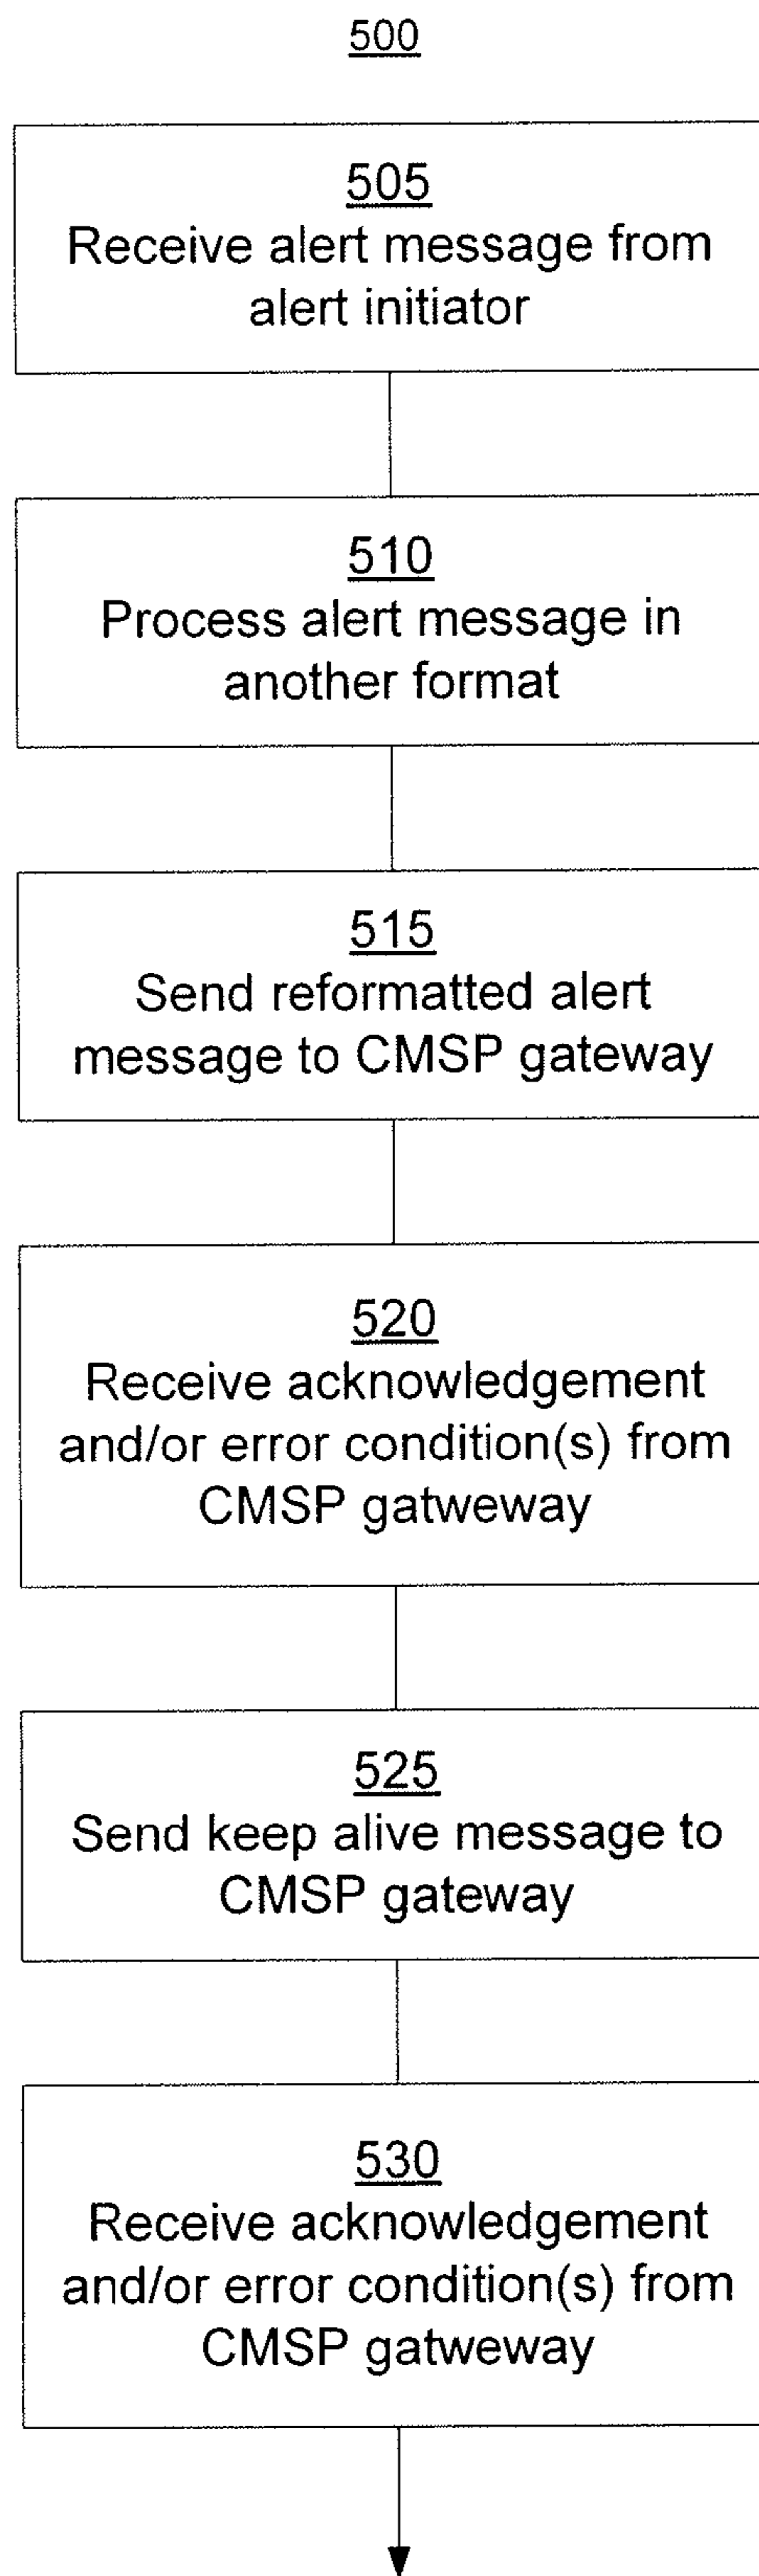 500
505
Receive alert message from
alert initiator
510
Process alert message in
another format
515
Send reformatted alert
message to CMSP gateway
520
Receive acknowledgement
and/or error condition(s) from
CMSP gatweway
525
Send keep alive message to
CMSP gateway
530
Receive acknowledgement
and/or error condition(s) from
CMSP gatweway